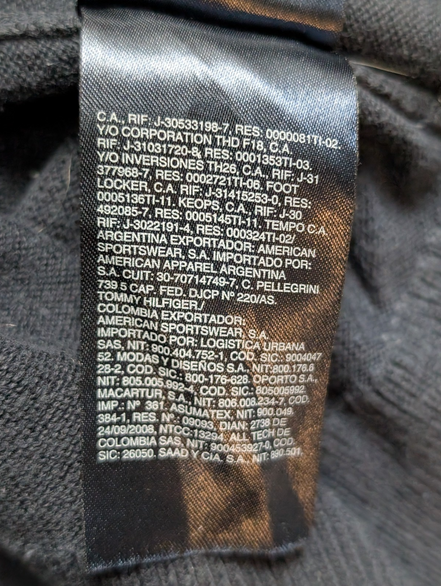 C.A., RIF: J-30533198-7, RES: 0000081TI-02.
Y/O CORPORATION THD F18, C.A.
RIF: J-31031720-8, RES: 0001353TI-03.
Y/O INVERSIONES TH26, C.A. RIF: J-31
377968-7, RES: 0002721TI-06. FOOT
LOCKER, C.A. RIF: J-31415253-0, RES:
0005136TI-11. KEOPS, C.A., RIF: J-30
492085-7, RES: 0005145TI-11. TEMPO C.A.
RIF: J-3022191-4, RES: 000324TI-02/
ARGENTINA EXPORTADOR: AMERICAN
SPORTSWEAR, S.A. IMPORTADO POR:
AMERICAN APPAREL ARGENTINA
S.A. CUIT: 30-70714749-7, C. PELLEGRINI
739 5 CAP. FED. DJCP Nº 220/AS.
TOMMY HILFIGER/
COLOMBIA EXPORTADOR:
AMERICAN SPORTSWEAR, S.A.
IMPORTADO POR: LOGISTICA URBANA
SAS, NIT: 900.404.752-1, COD. SIC.: 9004047
52. MODAS Y DISEÑOS S.A., NIT:800.176.6
28-2, COD. SIC.: 800-176-628. OPORTO S.A.,
NIT: 805.005.992-4, COD. SIC.: 805005992.
MACARTUR, S.A., NIT: 806.008.234-7, COD.
IMP.: Nº 361. ASUMATEX, NIT: 900.049.
384-1, RES. Nº.: 09093, DIAN: 2738 DE
24/09/2008, NTCC:13294. ALL TECH DE
COLOMBIA SAS, NIT: 900453927-0, COD.
SIC: 26050. SAAD Y CIA. S.A., NIT: 890.501.